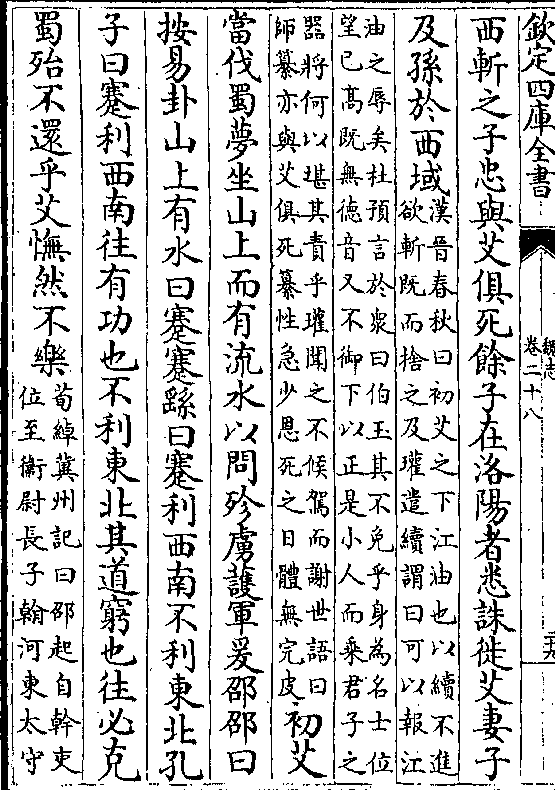 欽定四庫全書
魏志
卷二十八
西斬之子忠與艾俱死餘子在洛陽者悉誅徙艾妻子
及孫於西域
漢晉春秋曰初艾之下江油也以續不進
欲斬既而捨之及瓘遣續謂曰可以報江
油之辱矣杜預言於衆曰伯玉其不免乎身為名士位
望已髙既無德音又不御下以正是小人而乘君子之
器將何以堪其責乎瓘聞之不候駕而謝世語曰
師纂亦與艾俱死纂性急少恩死之日體無完皮
初艾
當伐蜀夢坐山上而有流水以問殄虜護軍爰邵邵曰
按易卦山上有水曰蹇蹇繇曰蹇利西南不利東北孔
子曰蹇利西南往有功也不利東北其道窮也往必克
蜀殆不還乎艾憮然不樂
荀綽冀州記曰邵起自幹吏
位至衛尉長子翰河東太守